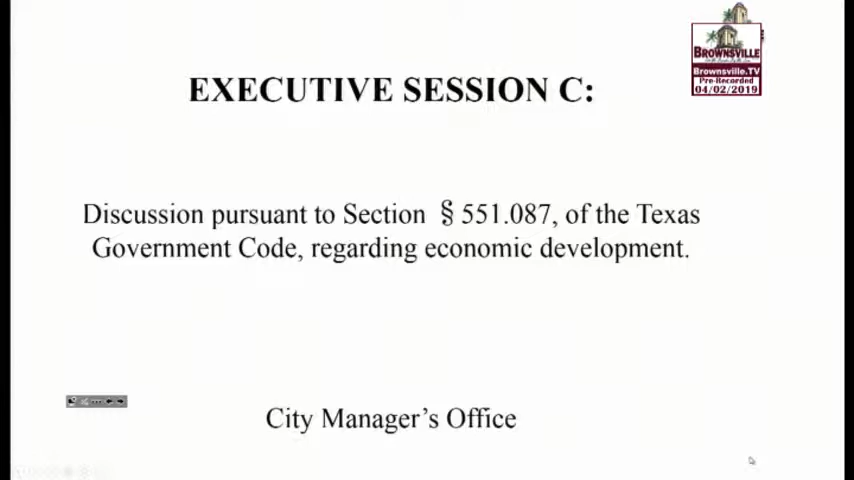 BROWNSVILLE
Brownsville.TV
Pre-Recorded
04/02/2019
EXECUTIVE SESSION C:
Discussion pursuant to Section § 551.087, of the Texas
Government Code, regarding economic development.
City Manager’s Office